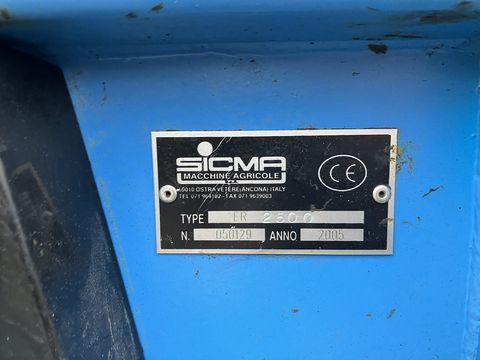 SICMA
MACCHINE AGRICOLE
60010 OSTRA VETERE (ANCONA) ITALY
TEL 071 964182 - FAX 071 9639003
CE
TYPE ER 2500
N. 050129 ANNO 2005